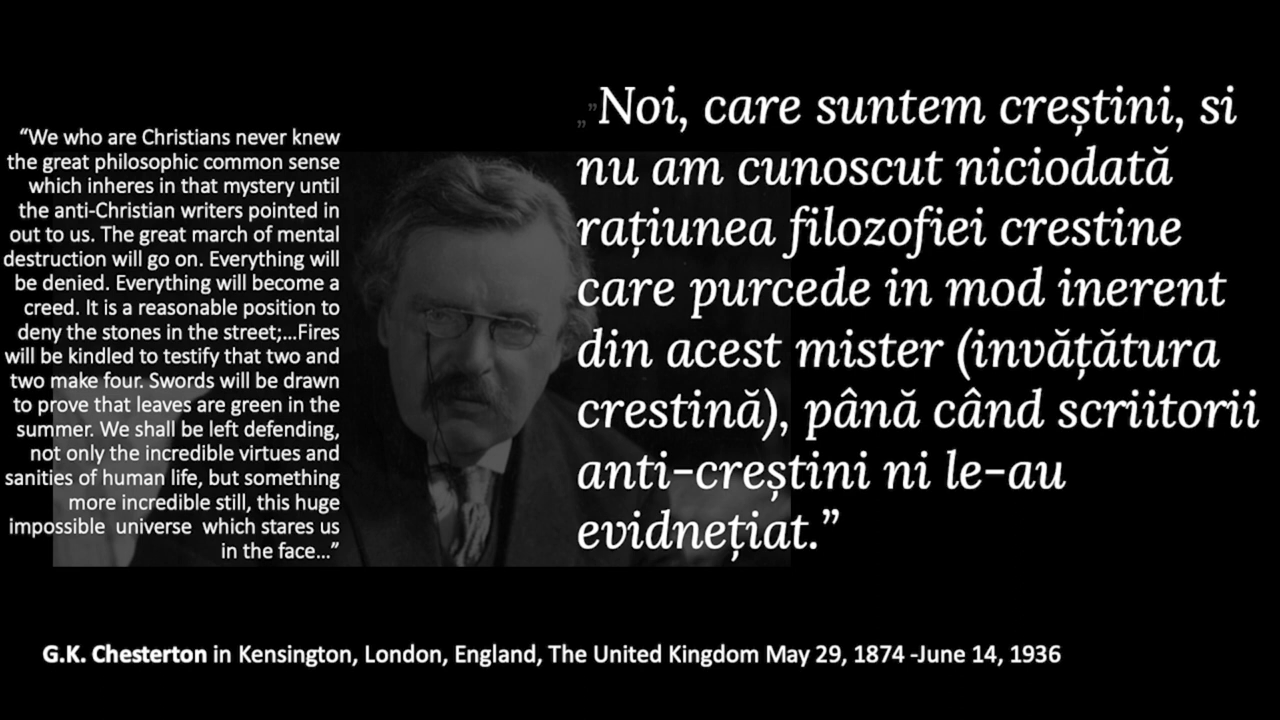 “We who are Christians never knew
the great philosophic common sense
which inheres in that mystery until
the anti-Christian writers pointed in
out to us. The great march of mental
destruction will go on. Everything will
be denied. Everything will become a
creed. It is a reasonable position to
deny the stones in the street;...Fires
will be kindled to testify that two and
two make four. Swords will be drawn
to prove that leaves are green in the
summer. We shall be left defending,
not only the incredible virtues and
sanities of human life, but something
more incredible still, this huge
impossible universe which stares us
in the face...”
„”Noi, care suntem creștini, si
nu am cunoscut niciodată
rațiunea filozofiei crestine
care purcede in mod inerent
din acest mister (invățătura
crestină), până când scriitorii
anti-creștini ni le-au
evidnețiat.”
G.K. Chesterton in Kensington, London, England, The United Kingdom May 29, 1874 -June 14, 1936